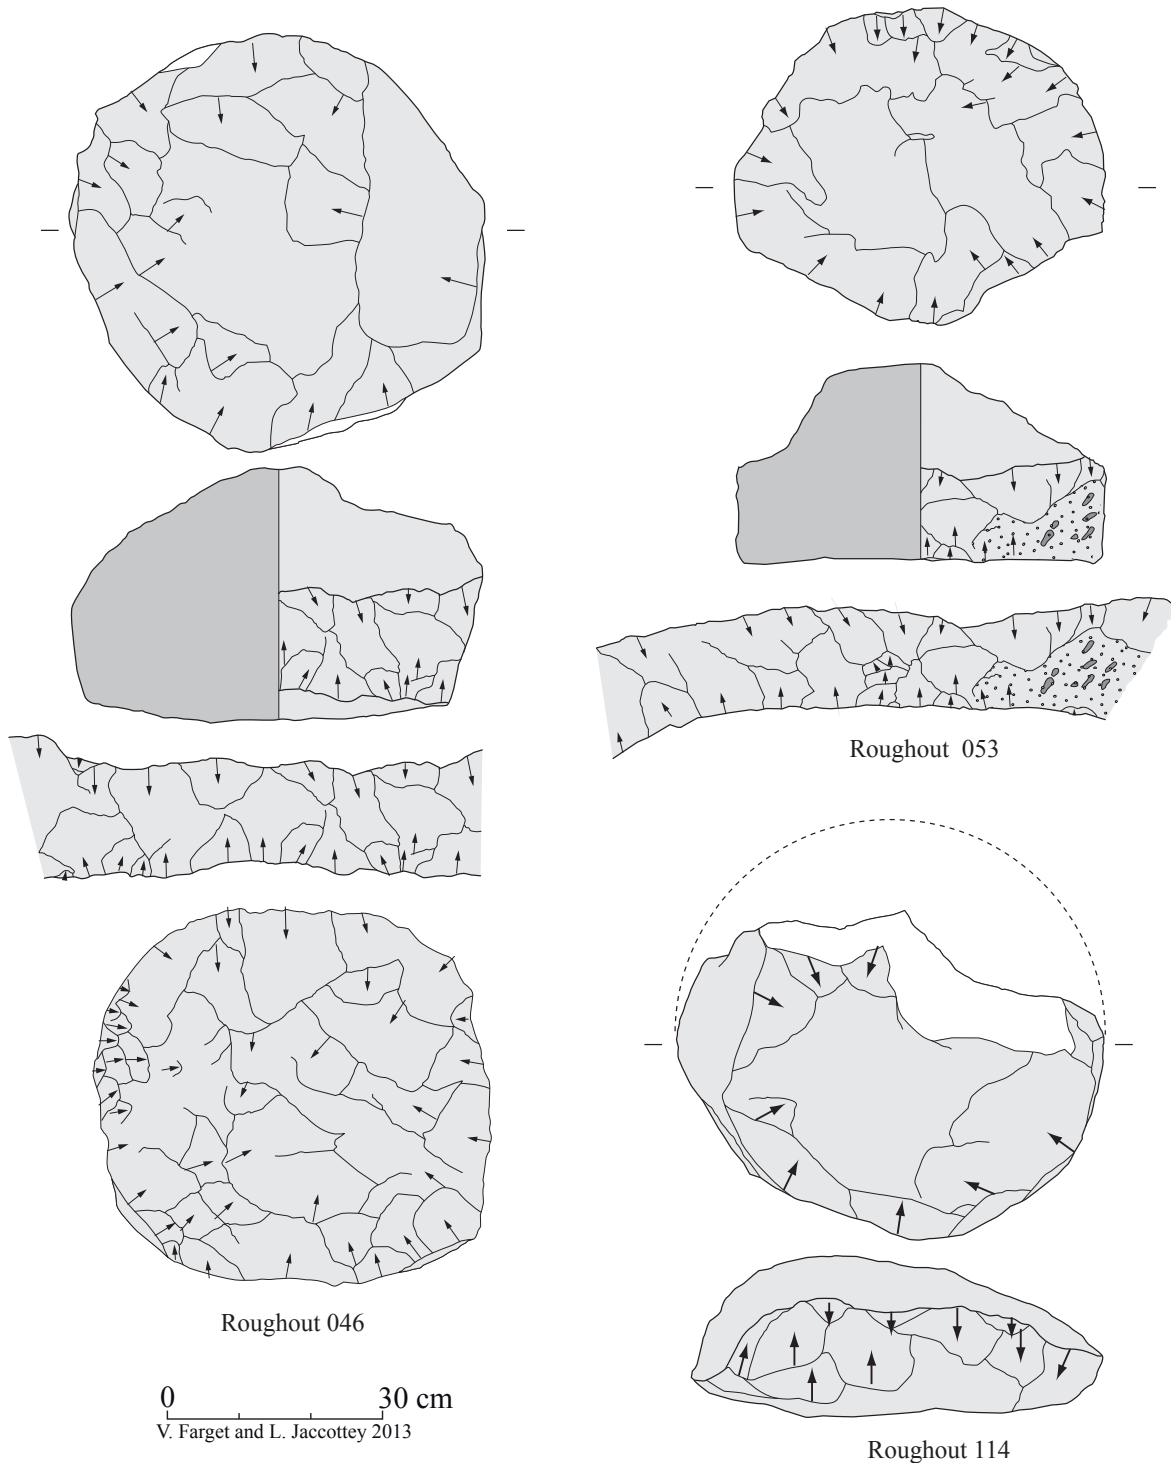 Roughout 053
Roughout 046
0 30 cm
V. Farget and L. Jaccottey 2013
Roughout 114